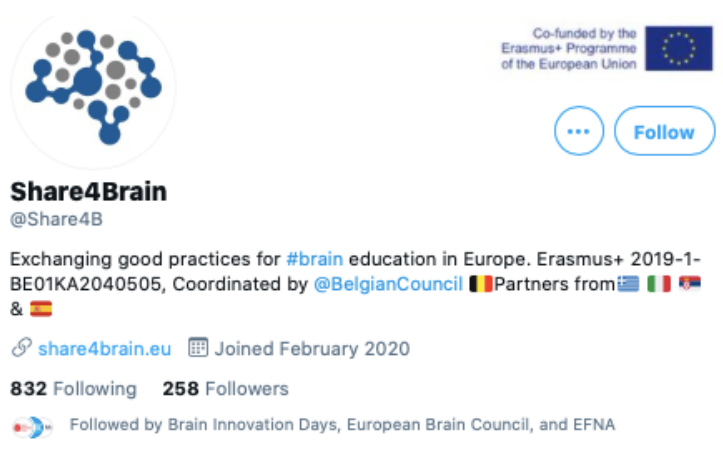 Co-funded by the
Erasmus+ Programme
of the European Union
Follow
Share4Brain
@Share4B
Exchanging good practices for #brain education in Europe. Erasmus+ 2019-1-
BE01KA2040505, Coordinated by @BelgianCouncil 🇧🇪Partners from🇬🇷 🇮🇹 🇷🇸
& 🇪🇸
share4brain.eu Joined February 2020
832 Following 258 Followers
Followed by Brain Innovation Days, European Brain Council, and EFNA